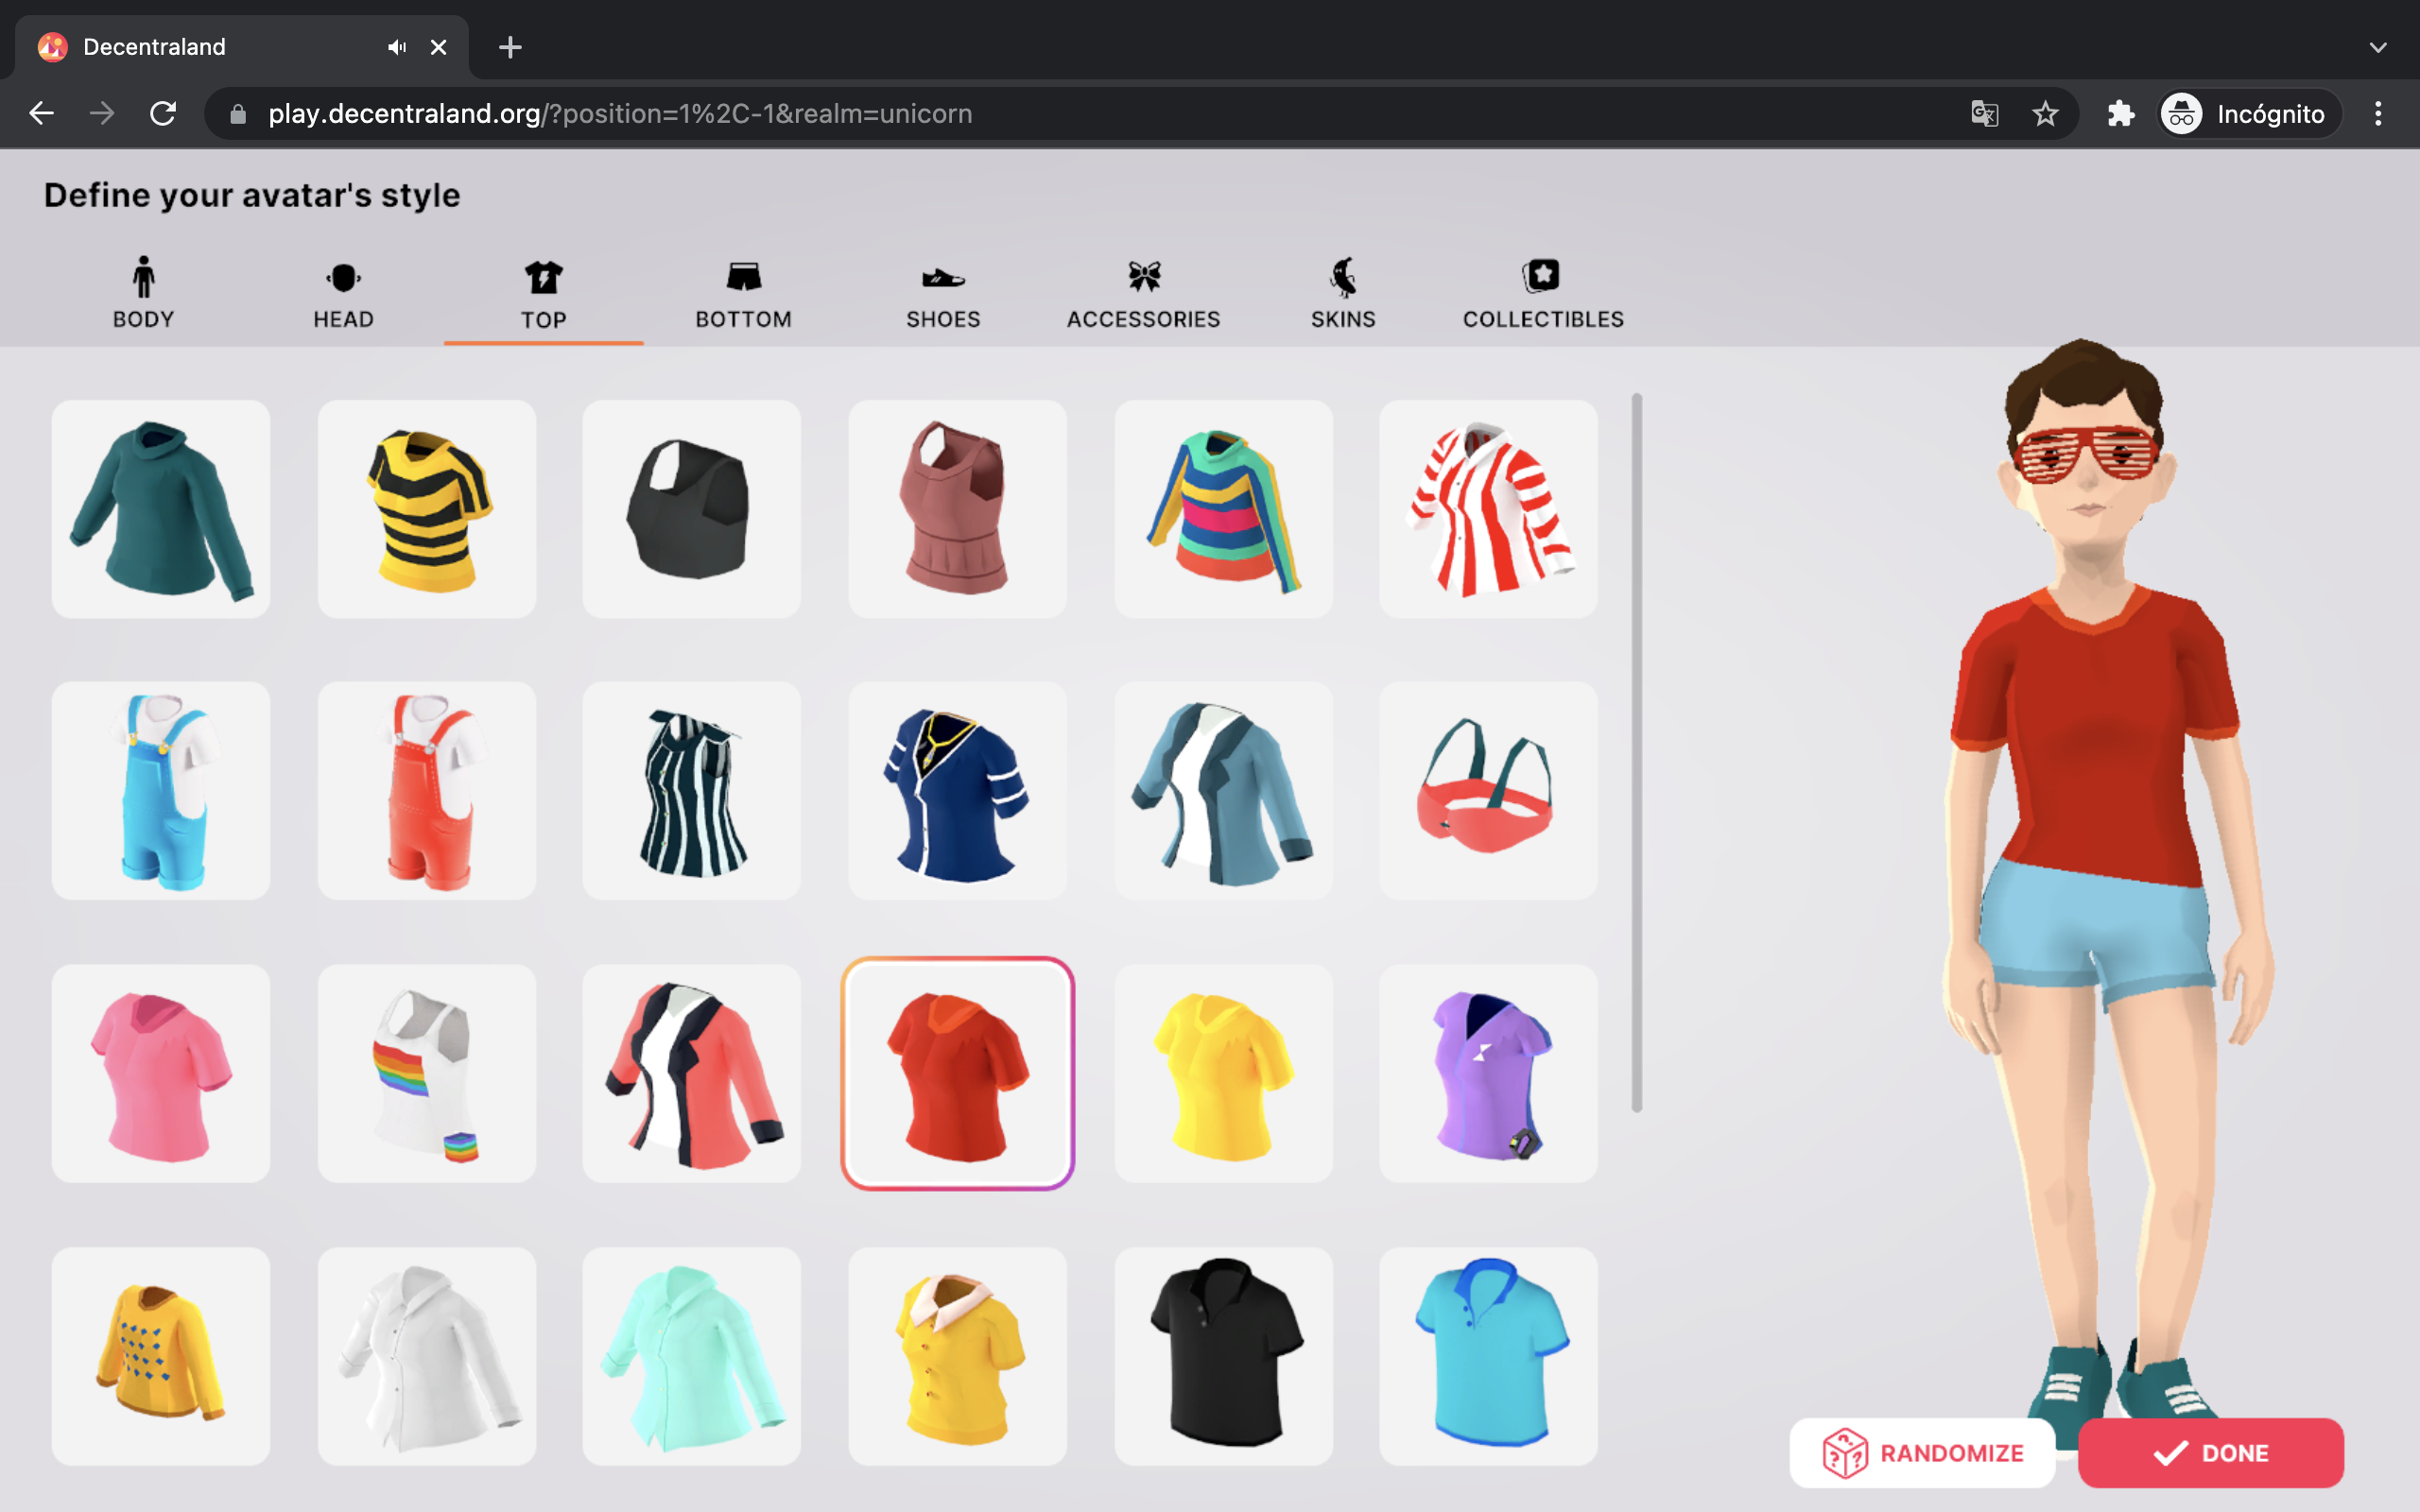 Decentraland
play.decentraland.org/?position=1%2C-1&realm=unicorn
Incógnito
Define your avatar's style
BODY HEAD TOP BOTTOM SHOES ACCESSORIES SKINS COLLECTIBLES
RANDOMIZE DONE